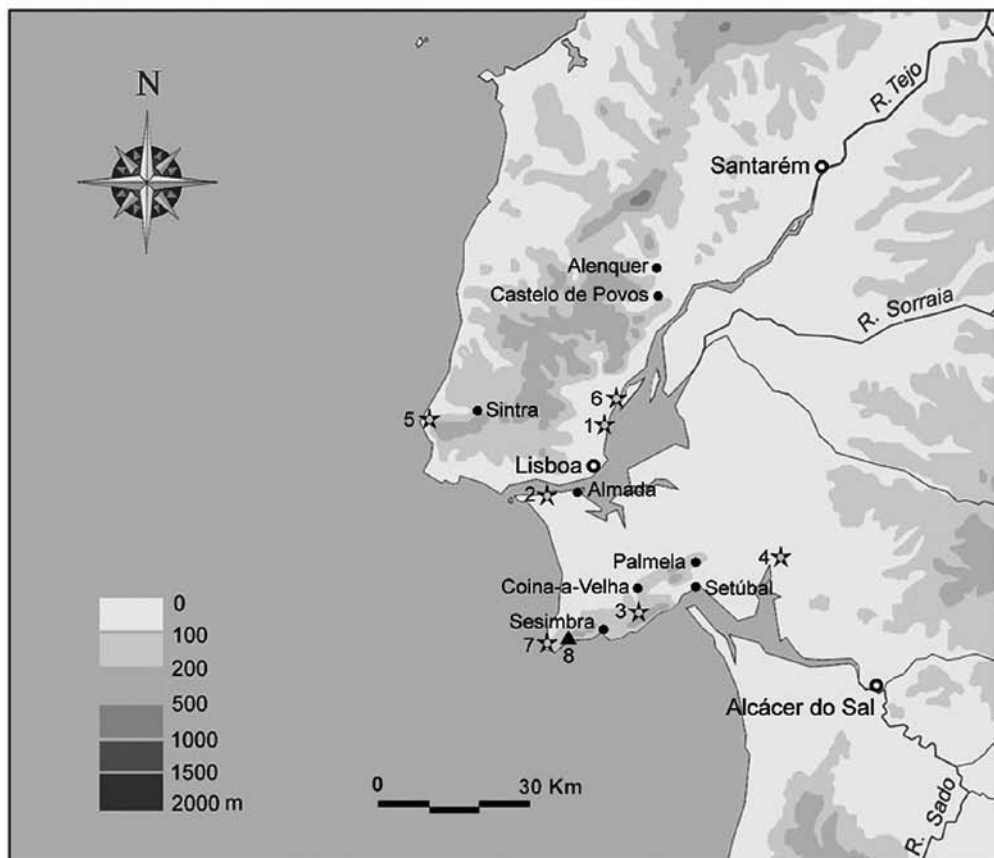 N
R. Tejo
Santarém
Alenquer
Castelo de Povos
R. Sorraia
6
5
Sintra
1
Lisboa
2
Almada
Palmela
4
Coina-a-Velha
Setúbal
3
Sesimbra
7
8
Alcácer do Sal
R. Sado
0
100
200
500
1000
1500
2000 m
0 30 Km